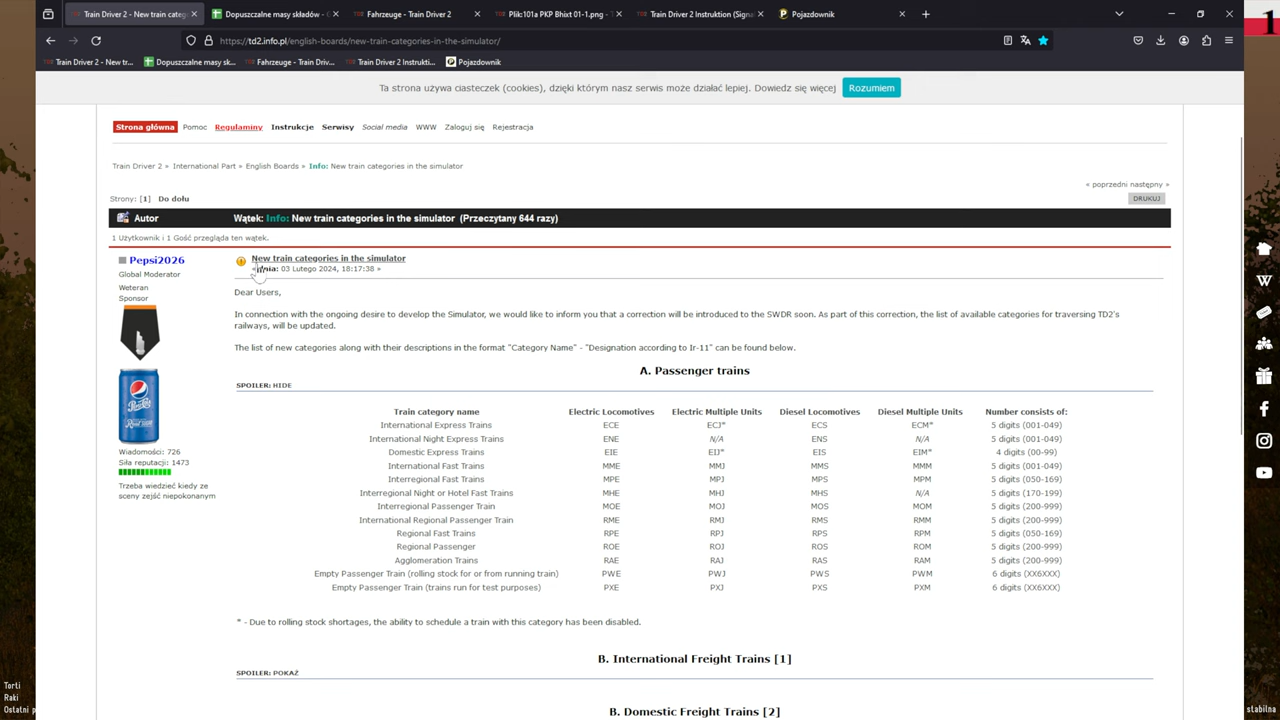 Train Driver 2 - New train categ
Dopuszczalne masy składów - G
Fahrzeuge - Train Driver 2
Plik:101a PKP Bhixt 01-1.png -
Train Driver 2 Instruktion (Signa
Pojazdownik
https://td2.info.pl/english-boards/new-train-categories-in-the-simulator/
Train Driver 2 - New tr...
Dopuszczalne masy sk...
Fahrzeuge - Train Driv...
Train Driver 2 Instrukti...
Pojazdownik
1
Ta strona używa ciasteczek (cookies), dzięki którym nasz serwis może działać lepiej. Dowiedz się więcej
Rozumiem
Strona główna Pomoc Regulaminy Instrukcje Serwisy Social media WWW Zaloguj się Rejestracja
Train Driver 2 » International Part » English Boards » Info: New train categories in the simulator
« poprzedni następny »
Strony: [1] Do dołu
DRUKUJ
Autor Wątek: Info: New train categories in the simulator (Przeczytany 644 razy)
1 Użytkownik i 1 Gość przegląda ten wątek.
Pepsi2026
Global Moderator
Weteran
Sponsor
Wiadomości: 726
Siła reputacji: 1473
Trzeba wiedzieć kiedy ze
sceny zejść niepokonanym
New train categories in the simulator
03 Lutego 2024, 18:17:38 »
Dear Users,
In connection with the ongoing desire to develop the Simulator, we would like to inform you that a correction will be introduced to the SWDR soon. As part of this correction, the list of available categories for traversing TD2's
railways, will be updated.
The list of new categories along with their descriptions in the format "Category Name" - "Designation according to Ir-11" can be found below.
A. Passenger trains
SPOILER: HIDE
Train category name Electric Locomotives Electric Multiple Units Diesel Locomotives Diesel Multiple Units Number consists of:
International Express Trains ECE ECJ* ECS ECM* 5 digits (001-049)
International Night Express Trains ENE N/A ENS N/A 5 digits (001-049)
Domestic Express Trains EIE EIJ* EIS EIM* 4 digits (00-99)
International Fast Trains MME MMJ MMS MMM 5 digits (001-049)
Interregional Fast Trains MPE MPJ MPS MPM 5 digits (050-169)
Interregional Night or Hotel Fast Trains MHE MHJ MHS N/A 5 digits (170-199)
Interregional Passenger Train MOE MOJ MOS MOM 5 digits (200-999)
International Regional Passenger Train RME RMJ RMS RMM 5 digits (200-999)
Regional Fast Trains RPE RPJ RPS RPM 5 digits (050-169)
Regional Passenger ROE ROJ ROS ROM 5 digits (200-999)
Agglomeration Trains RAE RAJ RAS RAM 5 digits (200-999)
Empty Passenger Train (rolling stock for or from running train) PWE PWJ PWS PWM 6 digits (XX6XXX)
Empty Passenger Train (trains run for test purposes) PXE PXJ PXS PXM 6 digits (XX6XXX)
* - Due to rolling stock shortages, the ability to schedule a train with this category has been disabled.
B. International Freight Trains [1]
SPOILER: POKAŻ
B. Domestic Freight Trains [2]
Torti
Raki
Ostatni p
stabilna